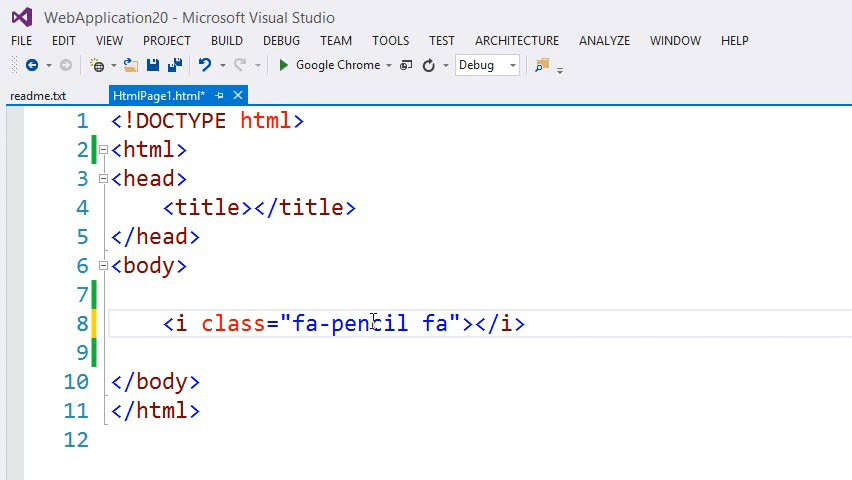 WebApplication20 - Microsoft Visual Studio
FILE EDIT VIEW PROJECT BUILD DEBUG TEAM TOOLS TEST ARCHITECTURE ANALYZE WINDOW HELP
Google Chrome Debug
readme.txt HtmlPage1.html*
1 <!DOCTYPE html>
2 <html>
3 <head>
4 <title></title>
5 </head>
6 <body>
7
8 <i class="fa-pencil fa"></i>
9
10 </body>
11 </html>
12